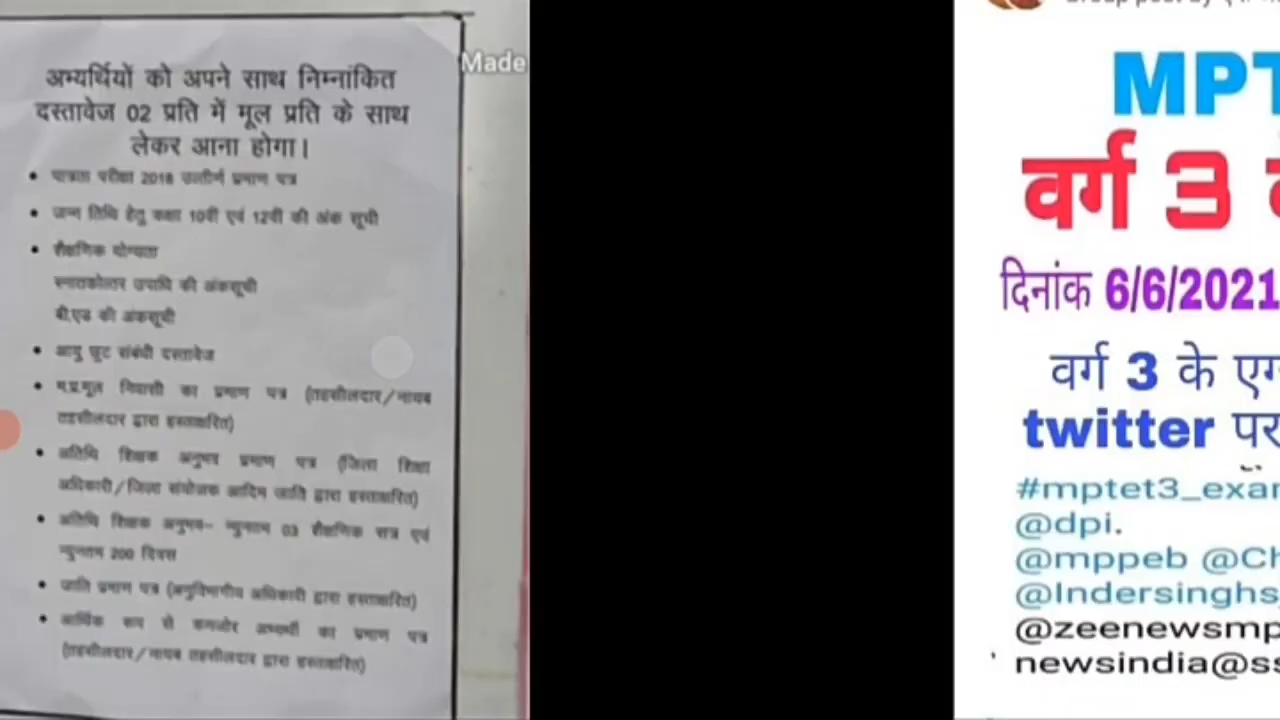 Made
अभ्यर्थियों को अपने साथ निम्नांकित
दस्तावेज 02 प्रति में मूल प्रति के साथ
लेकर आना होगा।
• पात्रता परीक्षा 2018 उत्तीर्ण प्रमाण पत्र
• जन्म तिथि हेतु कक्षा 10वीं एवं 12वीं की अंक सूची
• शैक्षणिक योग्यता
स्नातकोत्तर उपाधि की अंकसूची
बी.एड की अंकसूची
• आयु छूट संबंधी दस्तावेज
• म.प्र.मूल निवासी का प्रमाण पत्र (तहसीलदार/नायब
तहसीलदार द्वारा हस्ताक्षरित)
• अतिथि शिक्षक अनुभव प्रमाण पत्र (जिला शिक्षा
अधिकारी/जिला संयोजक आदिम जाति द्वारा हस्ताक्षरित)
• अतिथि शिक्षक अनुभव– न्यूनतम 03 शैक्षणिक सत्र एवं
न्यूनतम 200 दिवस
• जाति प्रमाण पत्र (अनुविभागीय अधिकारी द्वारा हस्ताक्षरित)
• आर्थिक रूप से कमजोर अभ्यर्थी का प्रमाण पत्र
(तहसीलदार/नायब तहसीलदार द्वारा हस्ताक्षरित)
MPT
वर्ग 3
दिनांक 6/6/2021
वर्ग 3 के
twitter पर
#mptet3_exa
@dpi.
@mppeb @Ch
@Indersinghs
@zeenewsmp
newsindia@ss